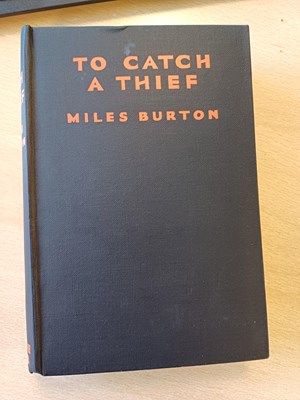 TO CATCH
A THIEF
MILES BURTON